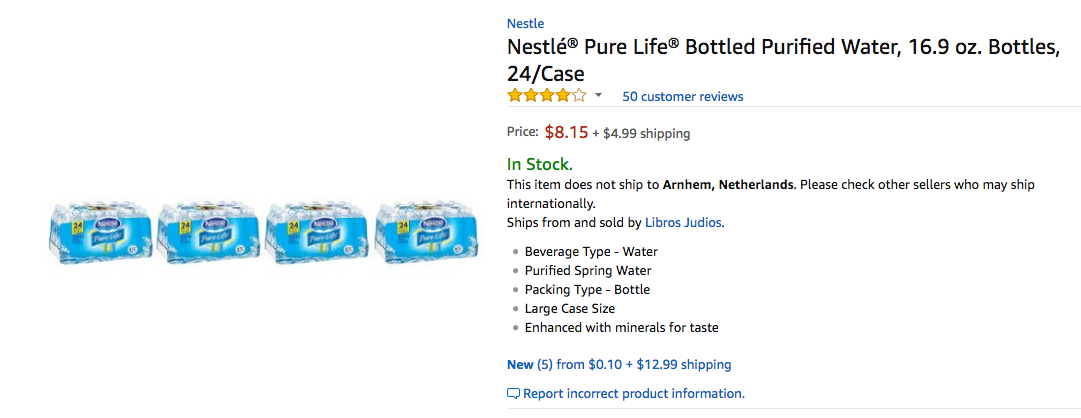 Nestle
Nestlé® Pure Life® Bottled Purified Water, 16.9 oz. Bottles,
24/Case
50 customer reviews
Price: $8.15 + $4.99 shipping
In Stock.
This item does not ship to Arnhem, Netherlands. Please check other sellers who may ship
internationally.
Ships from and sold by Libros Judios.
Beverage Type - Water
Purified Spring Water
Packing Type - Bottle
Large Case Size
Enhanced with minerals for taste
New (5) from $0.10 + $12.99 shipping
Report incorrect product information.
24
Nestlé
Pure Life
24
Nestlé
Pure Life
24
Nestlé
Pure Life
24
Nestlé
Pure Life